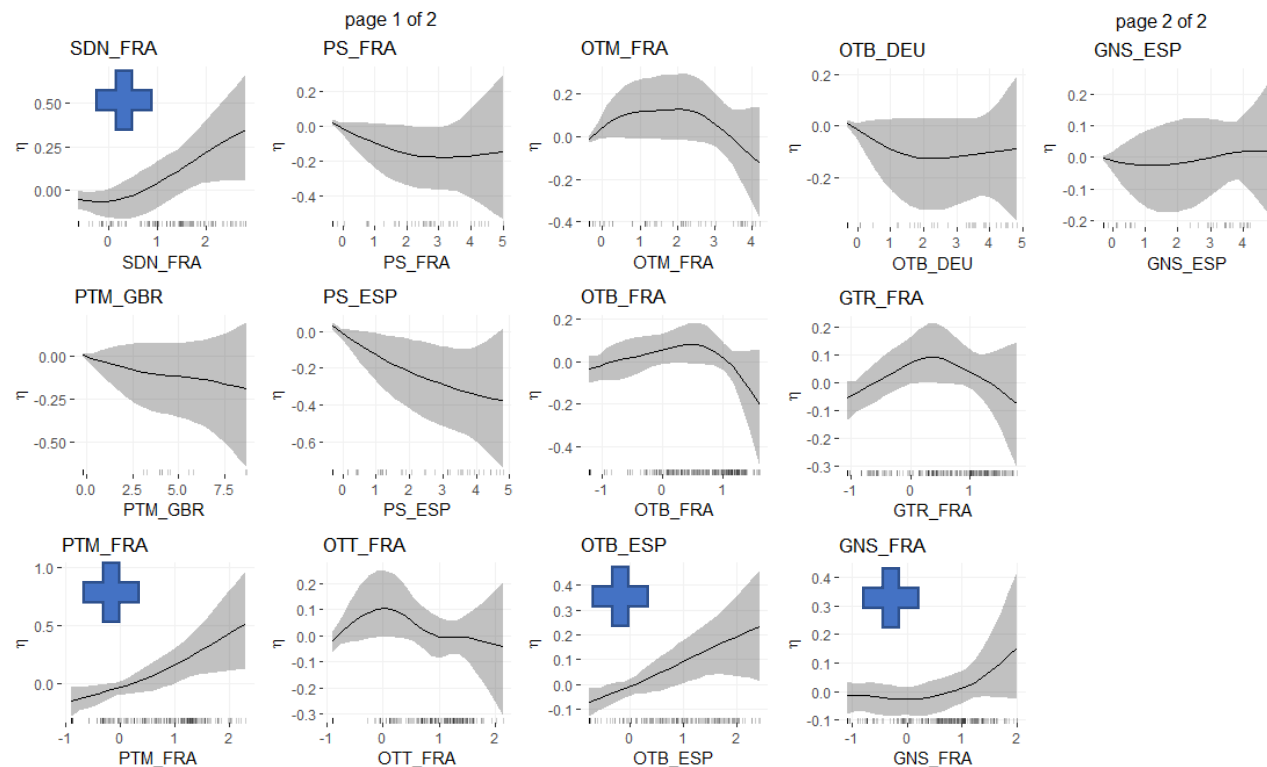 page 1 of 2
page 2 of 2
SDN_FRA
PS_FRA
OTM_FRA
OTB_DEU
GNS_ESP
η
0.50
0.25
0.00
0 1 2
SDN_FRA
η
0.0
-0.2
-0.4
0 1 2 3 4 5
PS_FRA
η
0.2
0.0
-0.2
-0.4
0 1 2 3 4
OTM_FRA
η
0.2
0.0
-0.2
0 1 2 3 4 5
OTB_DEU
η
0.2
0.1
0.0
-0.1
-0.2
0 1 2 3 4
GNS_ESP
PTM_GBR
PS_ESP
OTB_FRA
GTR_FRA
η
0.00
-0.25
-0.50
0.0 2.5 5.0 7.5
PTM_GBR
η
0.0
-0.2
-0.4
-0.6
0 1 2 3 4 5
PS_ESP
η
0.2
0.0
-0.2
-0.4
-1 0 1
OTB_FRA
η
0.2
0.1
0.0
-0.1
-0.2
-0.3
-1 0 1
GTR_FRA
PTM_FRA
OTT_FRA
OTB_ESP
GNS_FRA
η
1.0
0.5
0.0
-1 0 1 2
PTM_FRA
η
0.2
0.1
0.0
-0.1
-0.2
-0.3
-1 0 1 2
OTT_FRA
η
0.4
0.3
0.2
0.1
0.0
-0.1
0 1 2
OTB_ESP
η
0.4
0.3
0.2
0.1
0.0
-0.1
-1 0 1 2
GNS_FRA